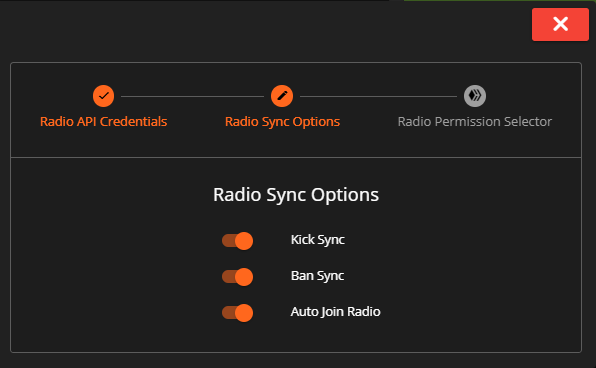 Radio API Credentials
Radio Sync Options
Radio Permission Selector
Radio Sync Options
Kick Sync
Ban Sync
Auto Join Radio